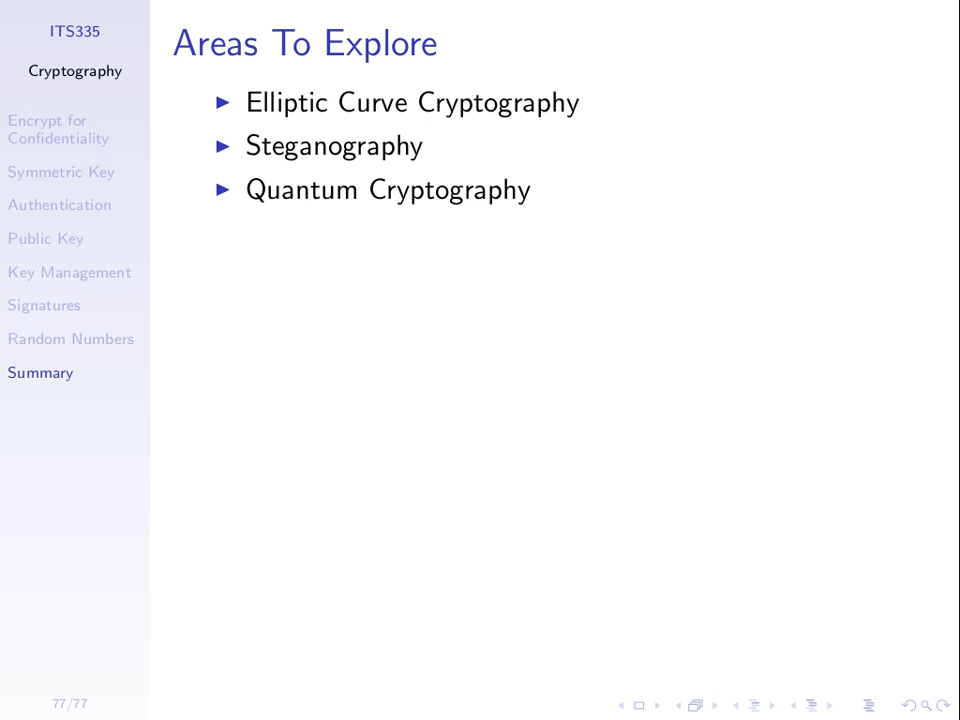 ITS335
Cryptography
Encrypt for
Confidentiality
Symmetric Key
Authentication
Public Key
Key Management
Signatures
Random Numbers
Summary
77/77
Areas To Explore
Elliptic Curve Cryptography
Steganography
Quantum Cryptography